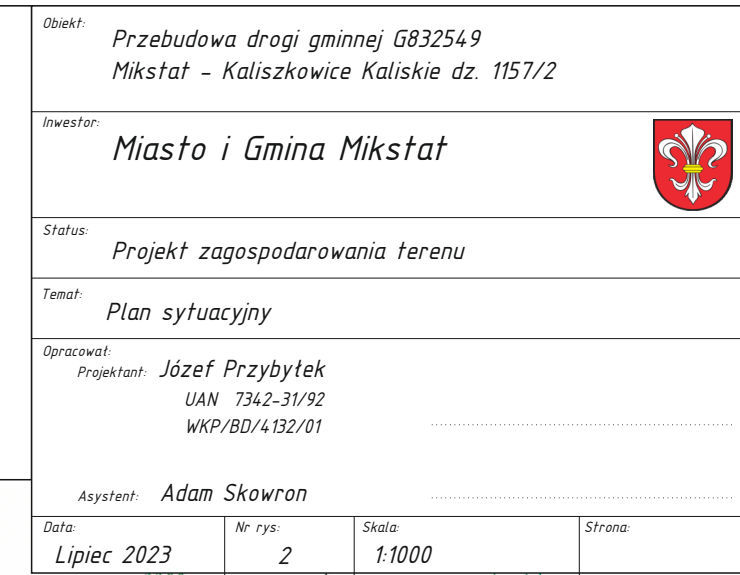 Obiekt:
Przebudowa drogi gminnej G832549
Mikstat - Kaliszkowice Kaliskie dz. 1157/2
Inwestor:
Miasto i Gmina Mikstat
Status:
Projekt zagospodarowania terenu
Temat:
Plan sytuacyjny
Opracował:
Projektant: Józef Przybyłek
UAN 7342-31/92
WKP/BD/4132/01
Asystent: Adam Skowron
Data: Nr rys: Skala: Strona:
Lipiec 2023 2 1:1000